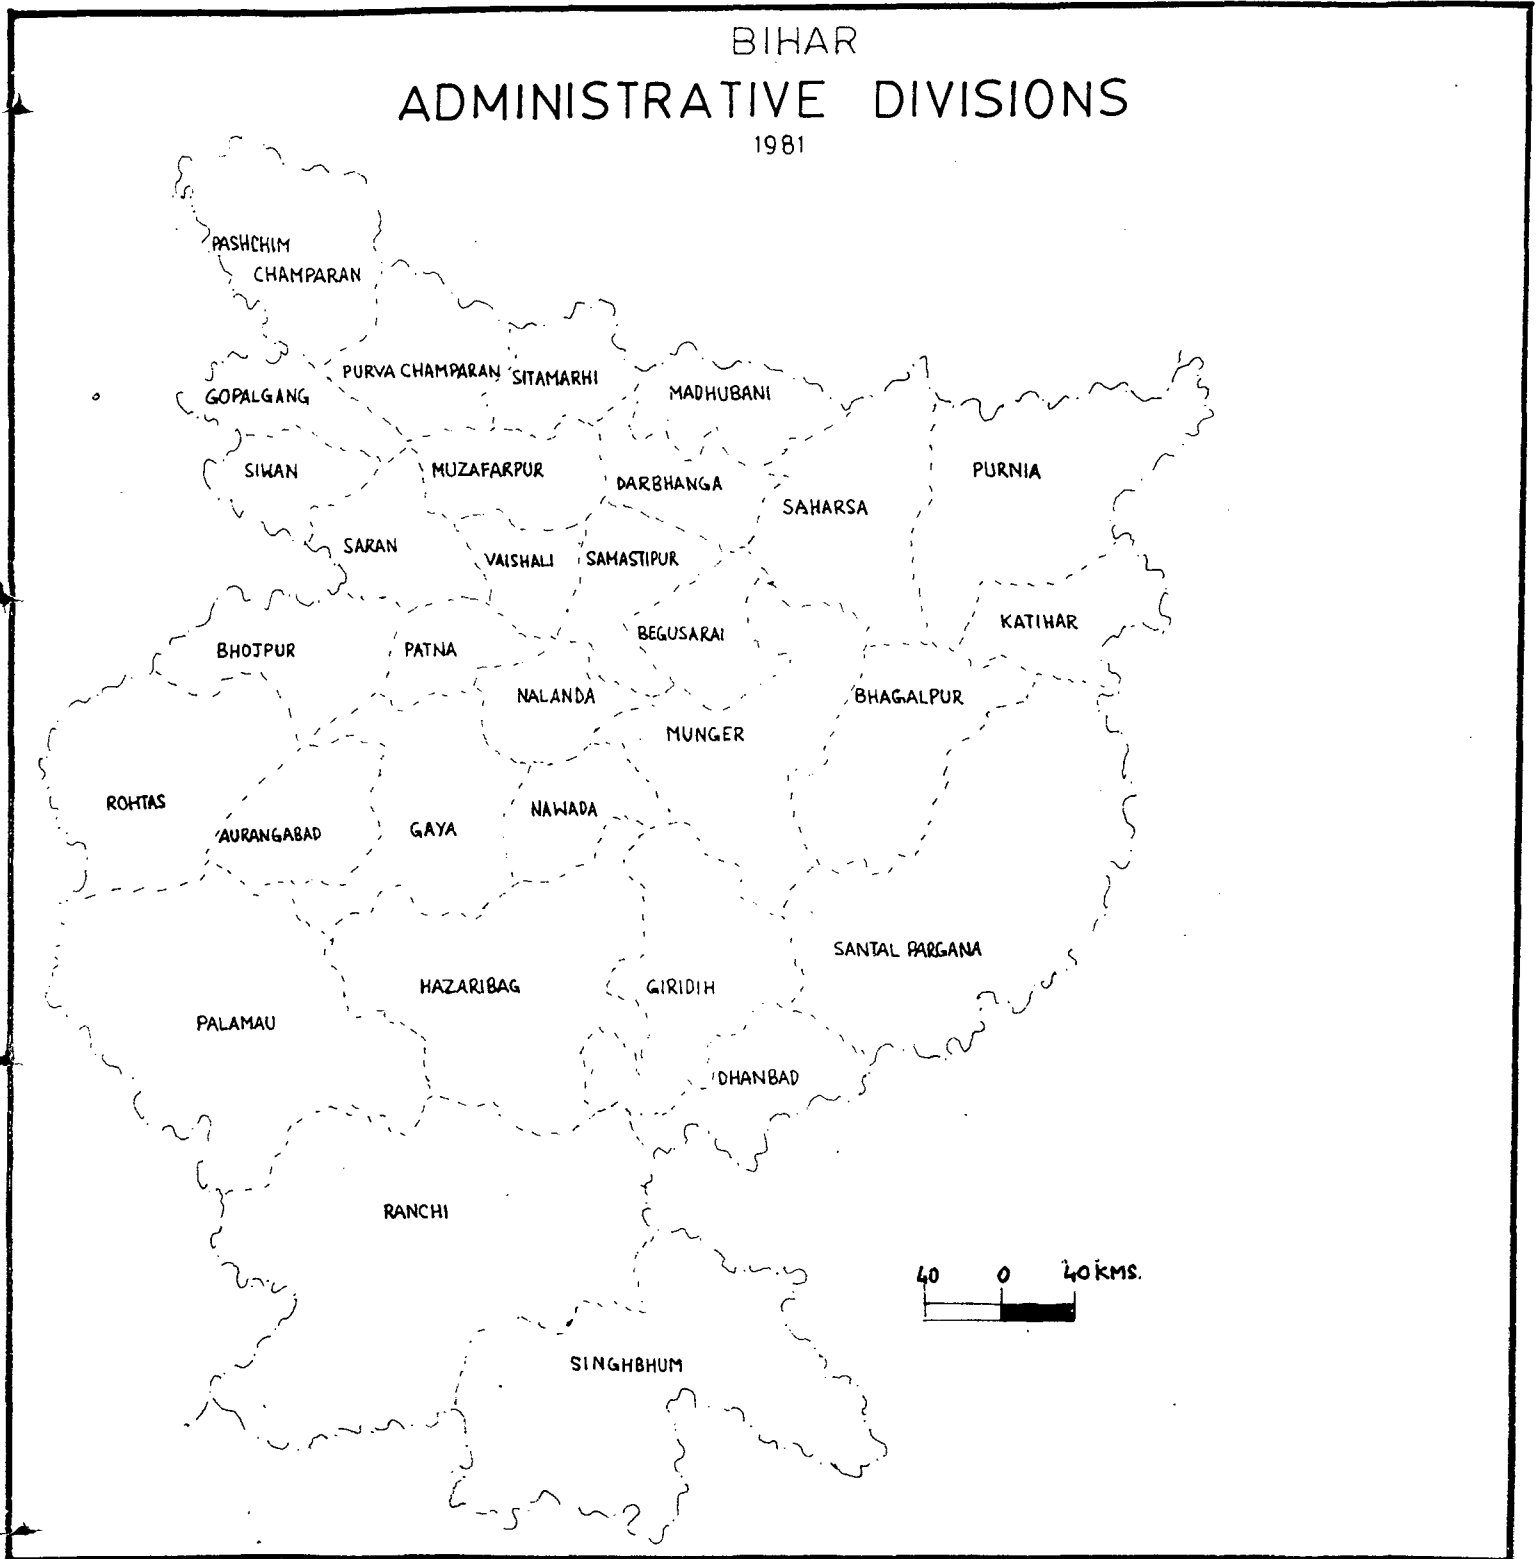 BIHAR
ADMINISTRATIVE DIVISIONS
1981
PASHCHIM
CHAMPARAN
PURVA CHAMPARAN
SITAMARHI
GOPALGANG
MADHUBANI
SIWAN
MUZAFARPUR
DARBHANGA
PURNIA
SAHARSA
SARAN
VAISHALI
SAMASTIPUR
KATIHAR
BHOJPUR
PATNA
BEGUSARAI
NALANDA
BHAGALPUR
MUNGER
ROHTAS
AURANGABAD
GAYA
NAWADA
SANTAL PARGANA
HAZARIBAG
GIRIDIH
PALAMAU
DHANBAD
RANCHI
40 0 40 KMS.
SINGHBHUM